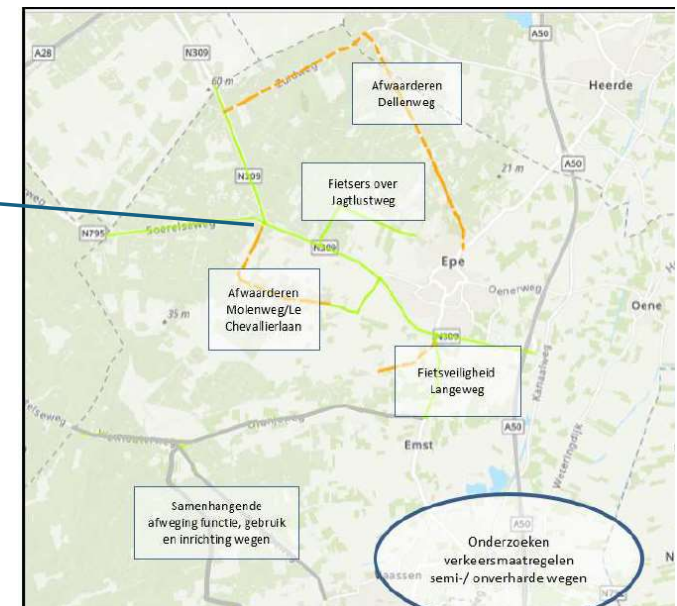 A28
N309
A50
60 m
Zuidweg
Afwaarderen
Dellenweg
Heerde
A50
21 m
N309
Fietsers over
Jagtlustweg
N795
Soerelseweg
N309
Epe
Oenerweg
Oene
Afwaarderen
Molenweg/Le
Chevallierlaan
35 m
N309
Kanaalweg
Fietsveiligheid
Langeweg
A50
Emst
Weteringdijk
Samenhangende
afweging functie, gebruik
en inrichting wegen
A50
Onderzoeken
verkeersmaatregelen
semi-/ onverharde wegen
aassen